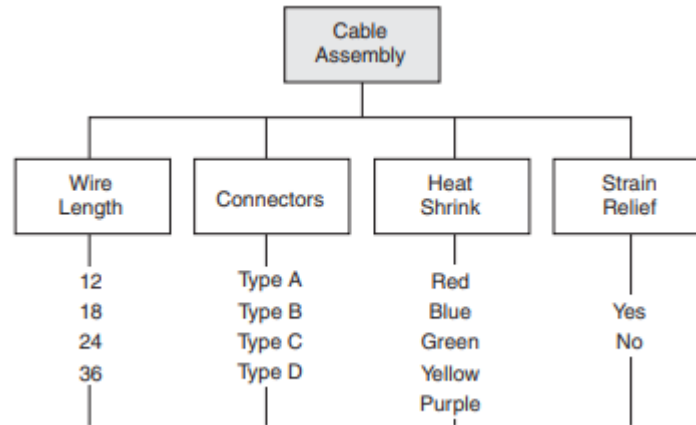 Cable
Assembly
Wire
Length
Connectors
Heat
Shrink
Strain
Relief
12
18
24
36
Type A
Type B
Type C
Type D
Red
Blue
Green
Yellow
Purple
Yes
No